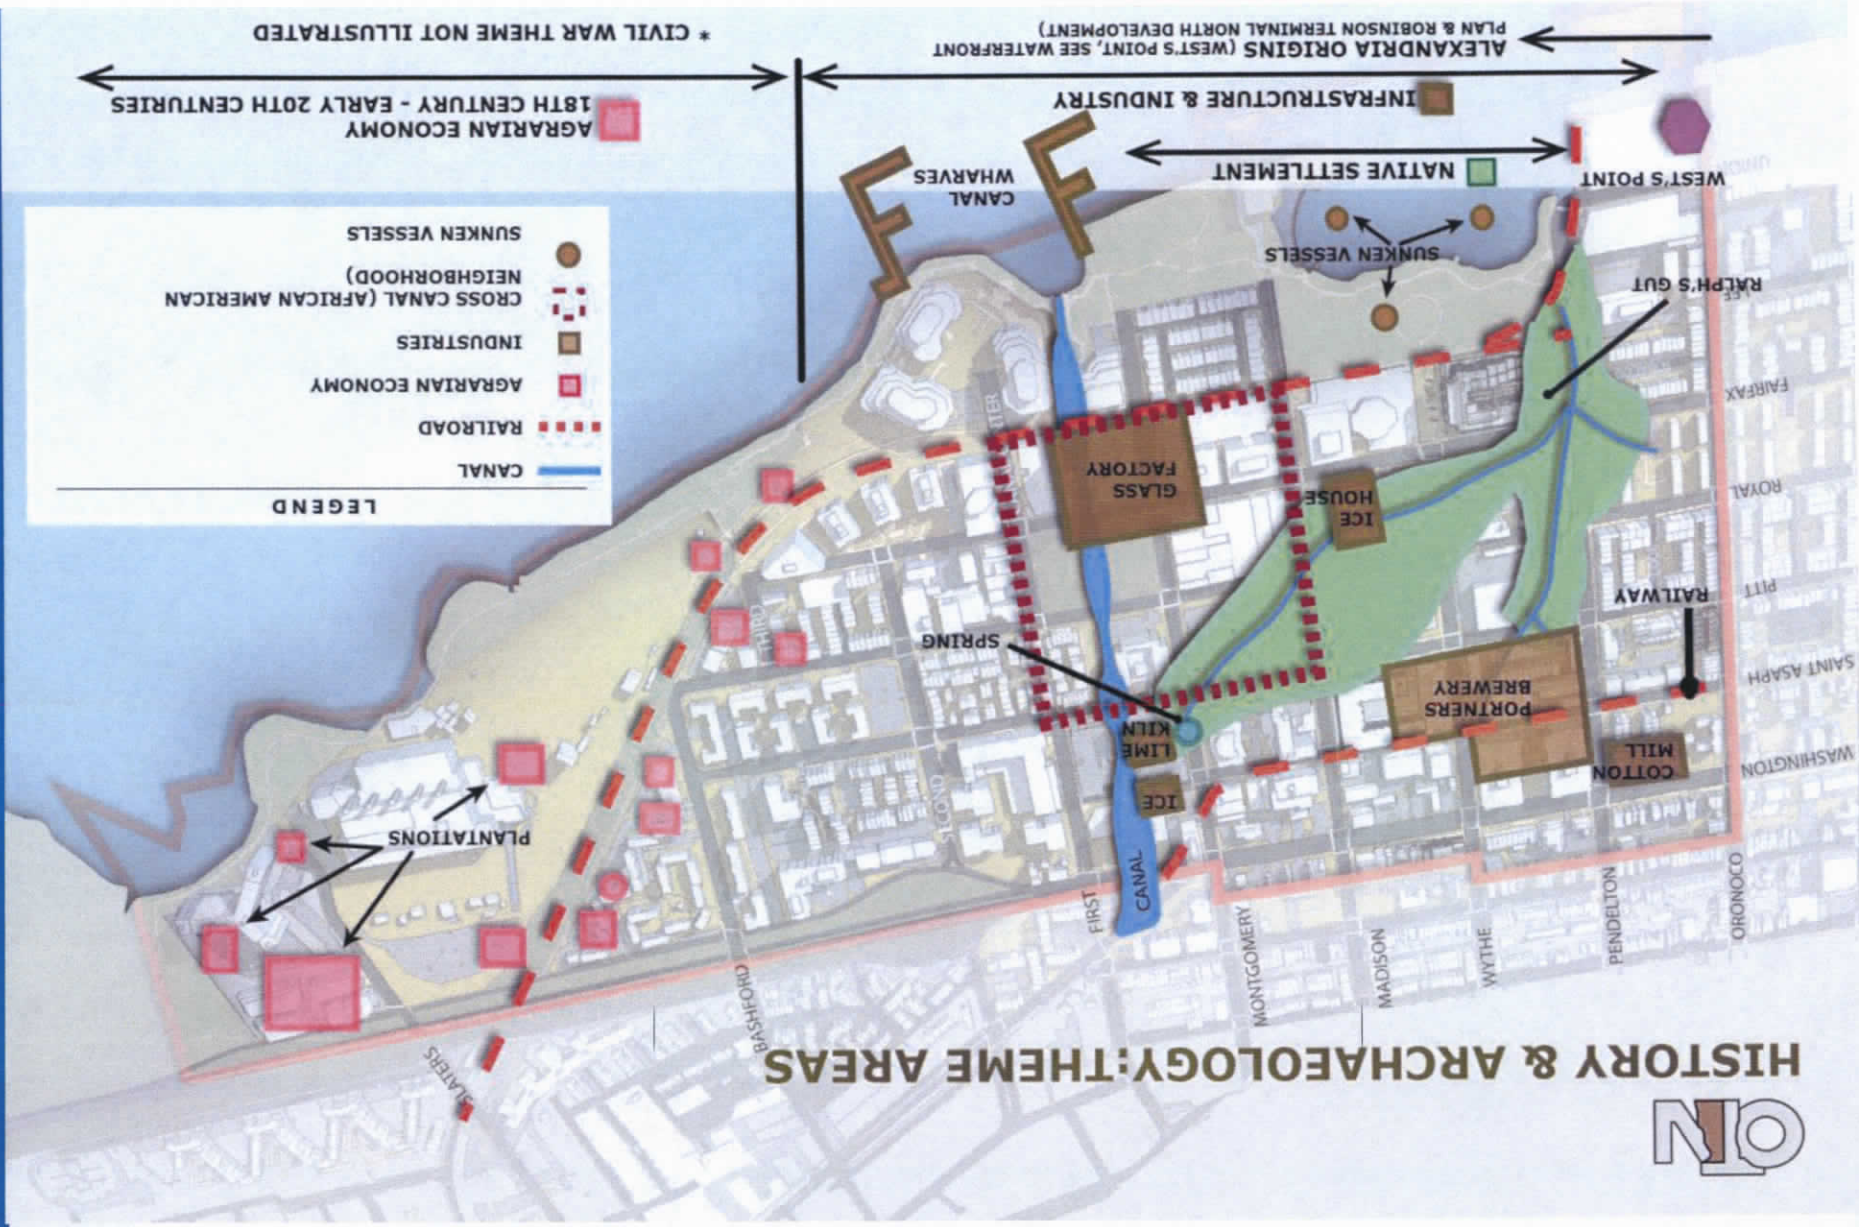 OTN
HISTORY & ARCHAEOLOGY:THEME AREAS
SLATERS
BASHFORD
FIRST
CANAL
MONTGOMERY
MADISON
WYTHE
PENDELTON
ORONOCO
PLANTATIONS
SECOND
THIRD
ICE
LIME
KILN
SPRING
COTTON
MILL
PORTNERS
BREWERY
RAILWAY
WASHINGTON
SAINT ASAPH
PITT
ROYAL
FAIRFAX
LEE
UNION
GLASS
FACTORY
ICE
HOUSE
RALPH'S GUT
SUNKEN VESSELS
WEST'S POINT
CANAL
WHARVES
LEGEND
CANAL
RAILROAD
AGRARIAN ECONOMY
INDUSTRIES
CROSS CANAL (AFRICAN AMERICAN
NEIGHBORHOOD)
SUNKEN VESSELS
NATIVE SETTLEMENT
INFRASTRUCTURE & INDUSTRY
AGRARIAN ECONOMY
18TH CENTURY - EARLY 20TH CENTURIES
ALEXANDRIA ORIGINS (WEST'S POINT, SEE WATERFRONT
PLAN & ROBINSON TERMINAL NORTH DEVELOPMENT)
* CIVIL WAR THEME NOT ILLUSTRATED